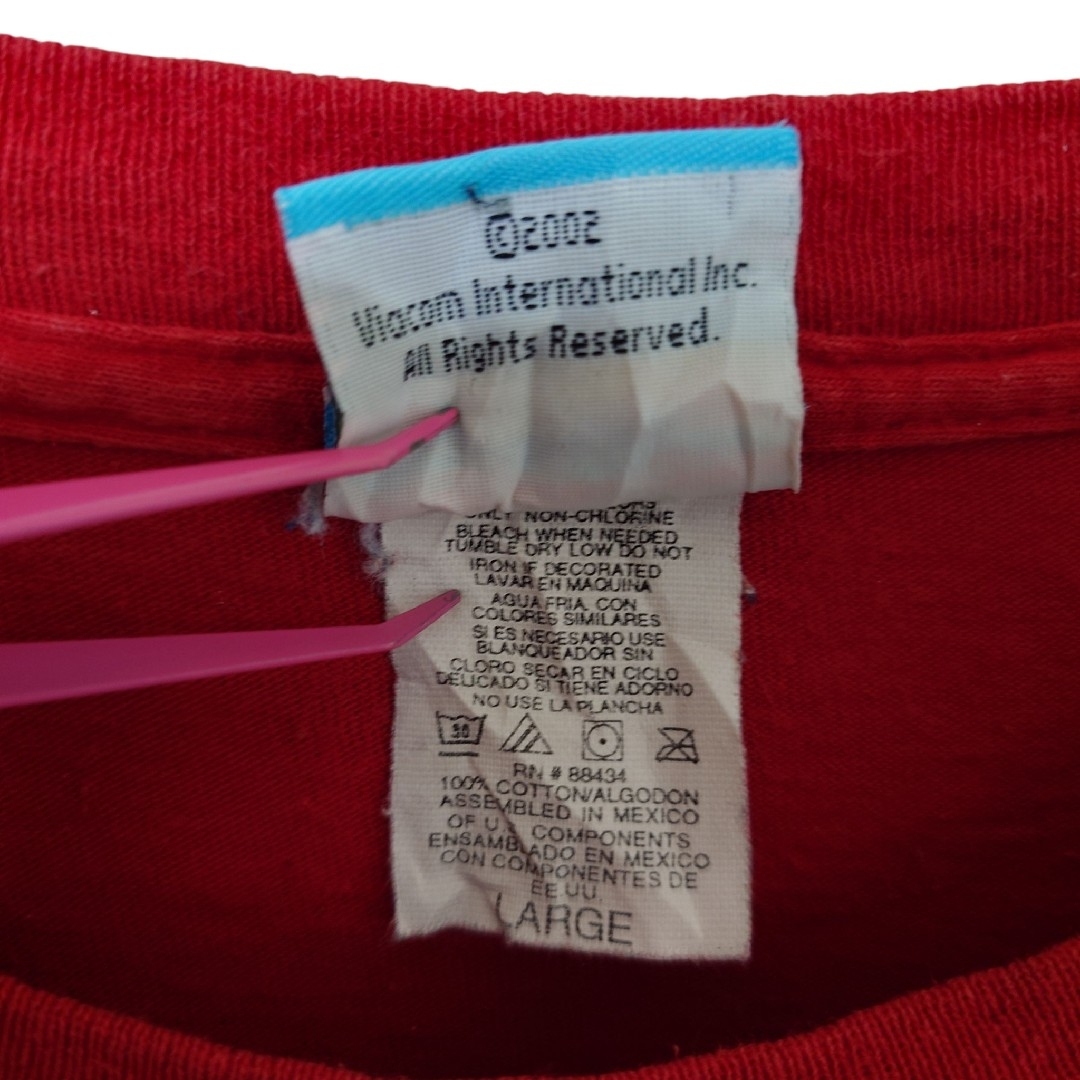 ©2002
Viacom International Inc.
All Rights Reserved.
ONLY NON-CHLORINE
BLEACH WHEN NEEDED
TUMBLE DRY LOW DO NOT
IRON IF DECORATED
LAVAR EN MAQUINA
AGUA FRIA. CON
COLORES SIMILARES
SI ES NECESARIO USE
BLANQUEADOR SIN
CLORO SECAR EN CICLO
DELICADO SI TIENE ADORNO
NO USE LA PLANCHA
30
RN # 88434
100% COTTON/ALGODON
ASSEMBLED IN MEXICO
OF U. COMPONENTS
ENSAMBLADO EN MEXICO
CON COMPONENTES DE
EE.UU.
LARGE